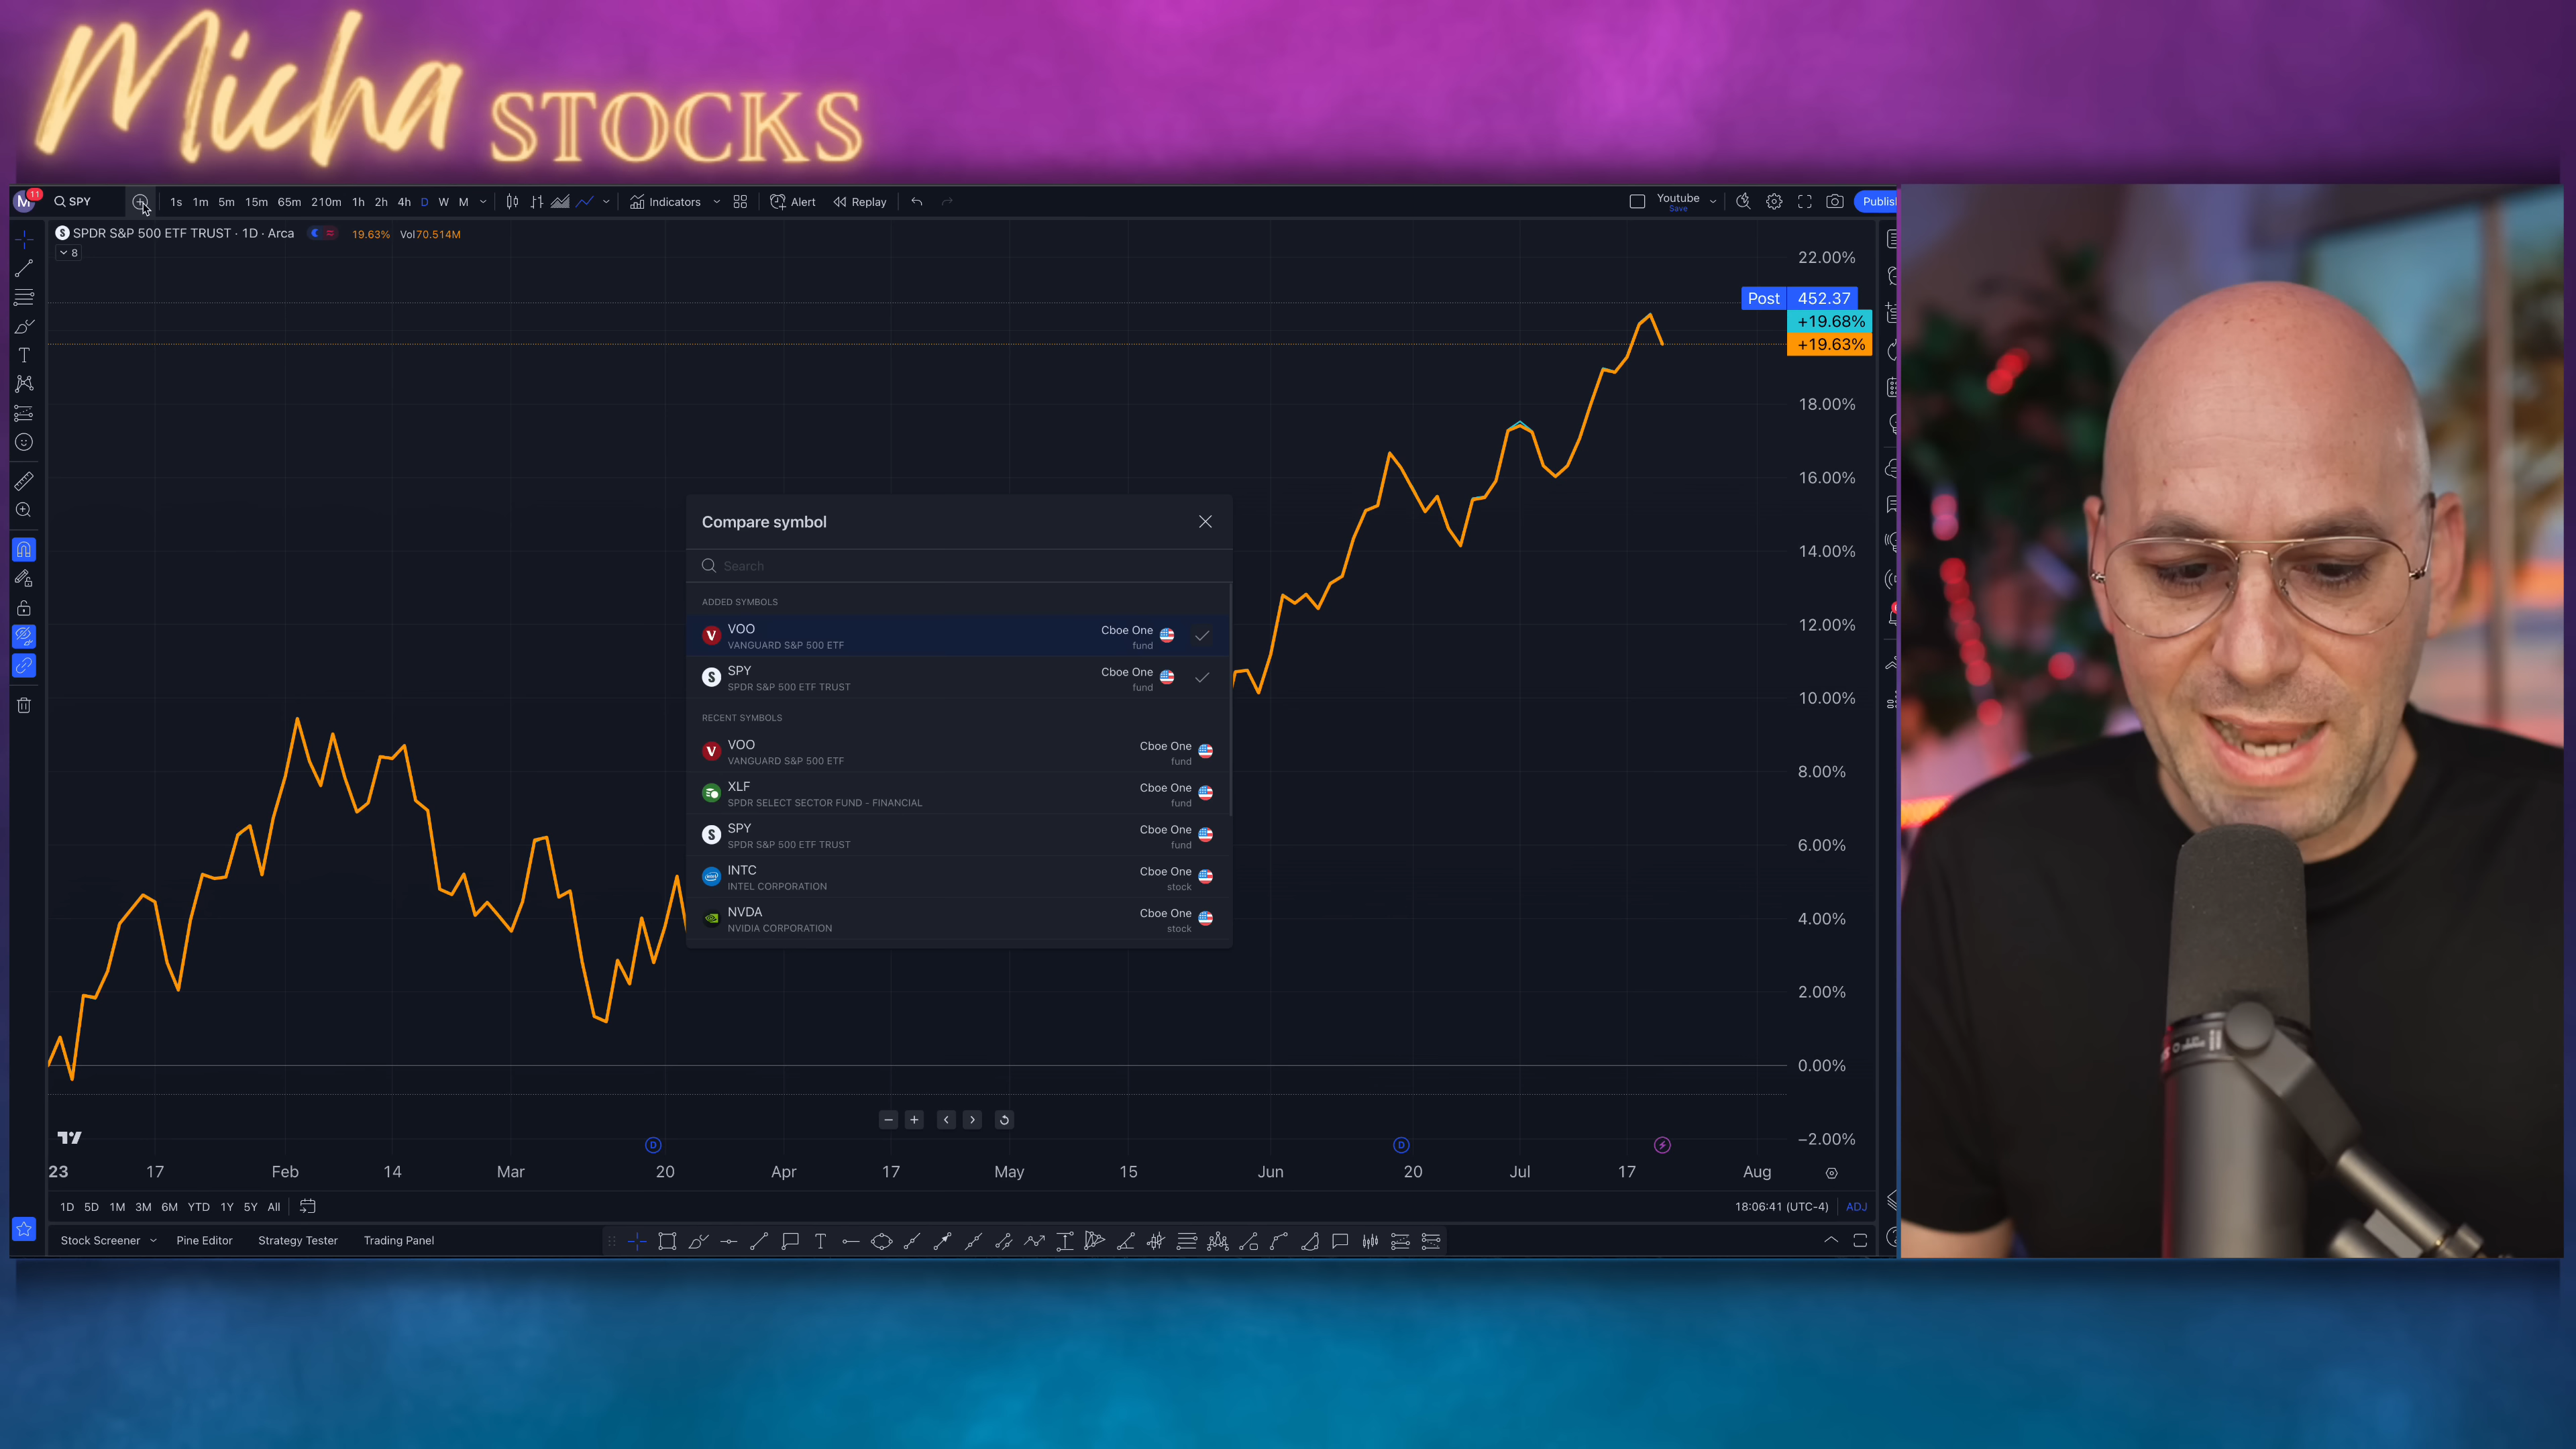 Micha STOCKS
M 11 SPY 1s 1m 5m 15m 65m 210m 1h 2h 4h D W M Indicators Alert Replay Youtube Publish
Save
S SPDR S&P 500 ETF TRUST · 1D · Arca 19.63% Vol70.514M
8
22.00%
Post 452.37
+19.68%
+19.63%
18.00%
16.00%
14.00%
12.00%
10.00%
8.00%
6.00%
4.00%
2.00%
0.00%
−2.00%
Compare symbol
Search
ADDED SYMBOLS
V VOO Cboe One
VANGUARD S&P 500 ETF fund
S SPY Cboe One
SPDR S&P 500 ETF TRUST fund
RECENT SYMBOLS
V VOO Cboe One
VANGUARD S&P 500 ETF fund
XLF Cboe One
SPDR SELECT SECTOR FUND - FINANCIAL fund
S SPY Cboe One
SPDR S&P 500 ETF TRUST fund
INTC Cboe One
INTEL CORPORATION stock
NVDA Cboe One
NVIDIA CORPORATION stock
D D
23 17 Feb 14 Mar 20 Apr 17 May 15 Jun 20 Jul 17 Aug
1D 5D 1M 3M 6M YTD 1Y 5Y All 18:06:41 (UTC-4) ADJ
Stock Screener Pine Editor Strategy Tester Trading Panel